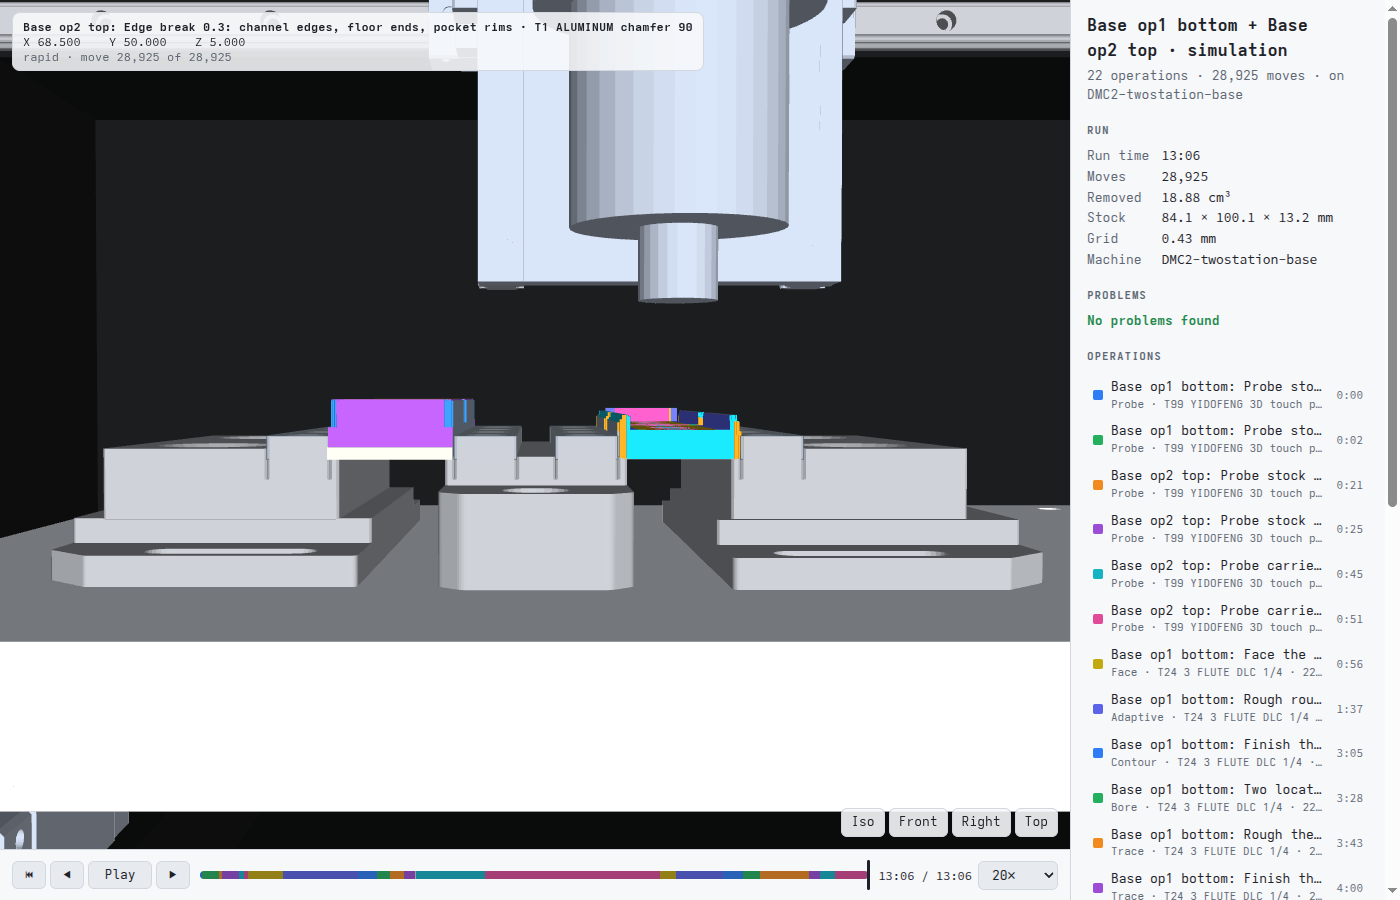 Base op2 top: Edge break 0.3: channel edges, floor ends, pocket rims · T1 ALUMINUM chamfer 90
X 68.500 Y 50.000 Z 5.000
rapid · move 28,925 of 28,925
Iso Front Right Top
⏮ ◀ Play ▶ 13:06 / 13:06 20×
Base op1 bottom + Base
op2 top · simulation
22 operations · 28,925 moves · on
DMC2-twostation-base
RUN
Run time 13:06
Moves 28,925
Removed 18.88 cm³
Stock 84.1 × 100.1 × 13.2 mm
Grid 0.43 mm
Machine DMC2-twostation-base
PROBLEMS
No problems found
OPERATIONS
Base op1 bottom: Probe sto… 0:00
Probe · T99 YIDOFENG 3D touch p…
Base op1 bottom: Probe sto… 0:02
Probe · T99 YIDOFENG 3D touch p…
Base op2 top: Probe stock … 0:21
Probe · T99 YIDOFENG 3D touch p…
Base op2 top: Probe stock … 0:25
Probe · T99 YIDOFENG 3D touch p…
Base op2 top: Probe carrie… 0:45
Probe · T99 YIDOFENG 3D touch p…
Base op2 top: Probe carrie… 0:51
Probe · T99 YIDOFENG 3D touch p…
Base op1 bottom: Face the … 0:56
Face · T24 3 FLUTE DLC 1/4 · 22…
Base op1 bottom: Rough rou… 1:37
Adaptive · T24 3 FLUTE DLC 1/4 …
Base op1 bottom: Finish th… 3:05
Contour · T24 3 FLUTE DLC 1/4 ·…
Base op1 bottom: Two locat… 3:28
Bore · T24 3 FLUTE DLC 1/4 · 22…
Base op1 bottom: Rough the… 3:43
Trace · T24 3 FLUTE DLC 1/4 · 2…
Base op1 bottom: Finish th… 4:00
Trace · T24 3 FLUTE DLC 1/4 · 2…